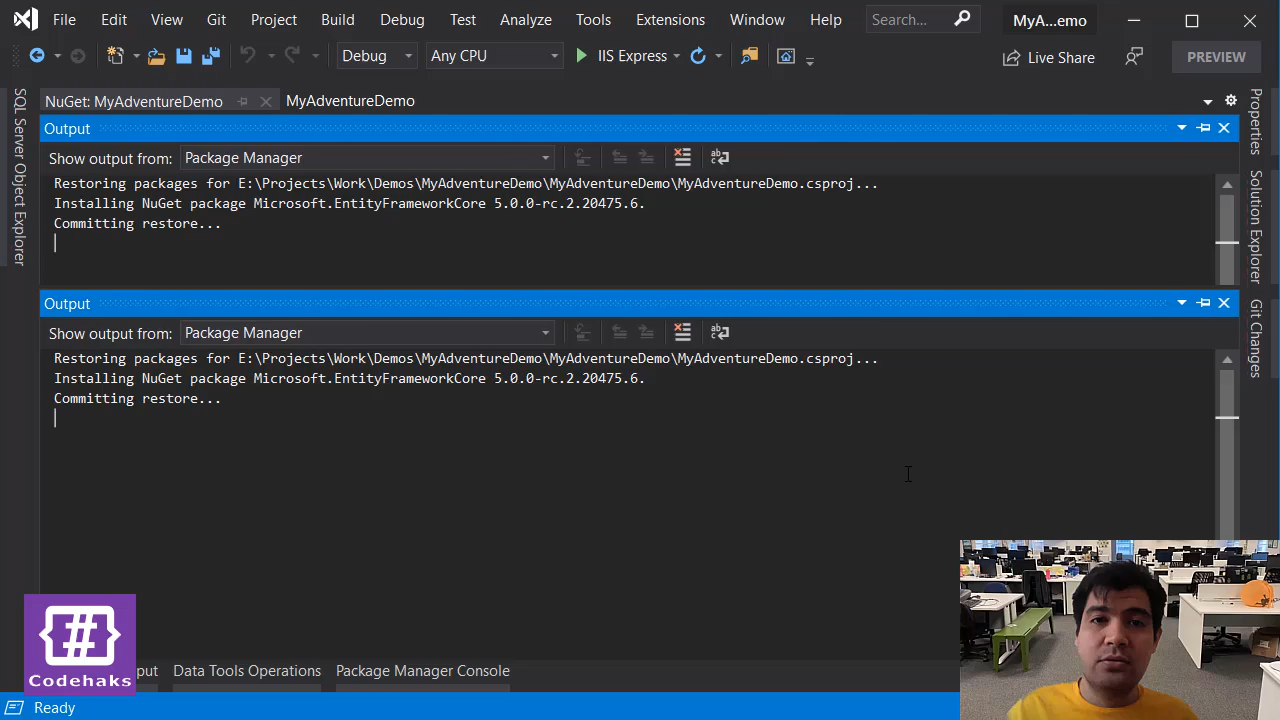 File Edit View Git Project Build Debug Test Analyze Tools Extensions Window Help Search... MyA...emo
Debug Any CPU IIS Express Live Share PREVIEW
NuGet: MyAdventureDemo MyAdventureDemo
SQL Server Object Explorer
Output
Show output from: Package Manager
Restoring packages for E:\Projects\Work\Demos\MyAdventureDemo\MyAdventureDemo\MyAdventureDemo.csproj...
Installing NuGet package Microsoft.EntityFrameworkCore 5.0.0-rc.2.20475.6.
Committing restore...
Output
Show output from: Package Manager
Restoring packages for E:\Projects\Work\Demos\MyAdventureDemo\MyAdventureDemo\MyAdventureDemo.csproj...
Installing NuGet package Microsoft.EntityFrameworkCore 5.0.0-rc.2.20475.6.
Committing restore...
Properties
Solution Explorer
Git Changes
{#}
Codehaks
put Data Tools Operations Package Manager Console
Ready